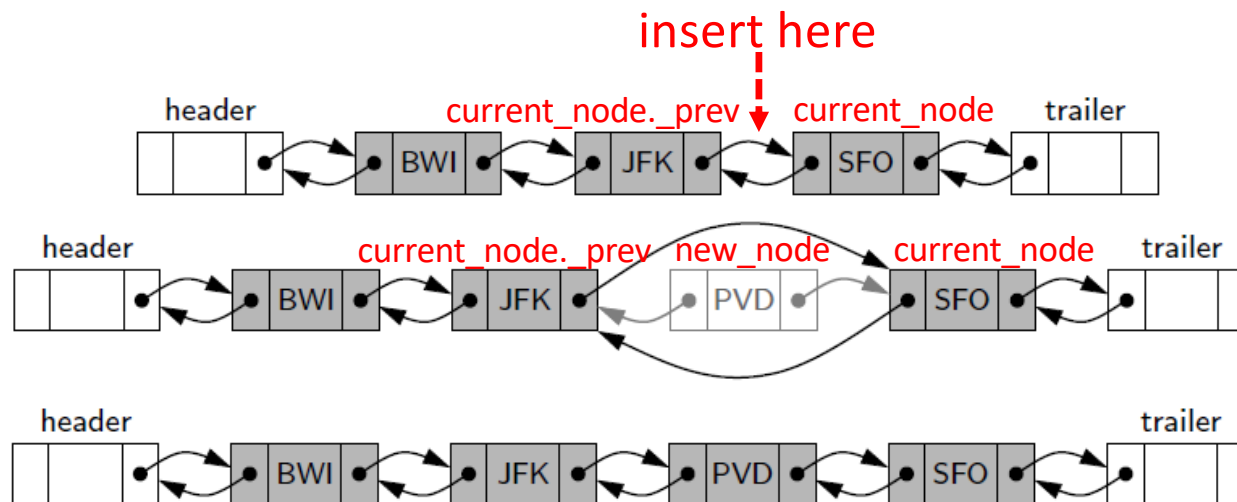 insert here
header current_node._prev current_node trailer
BWI JFK SFO
header current_node._prev new_node current_node trailer
BWI JFK PVD SFO
header trailer
BWI JFK PVD SFO